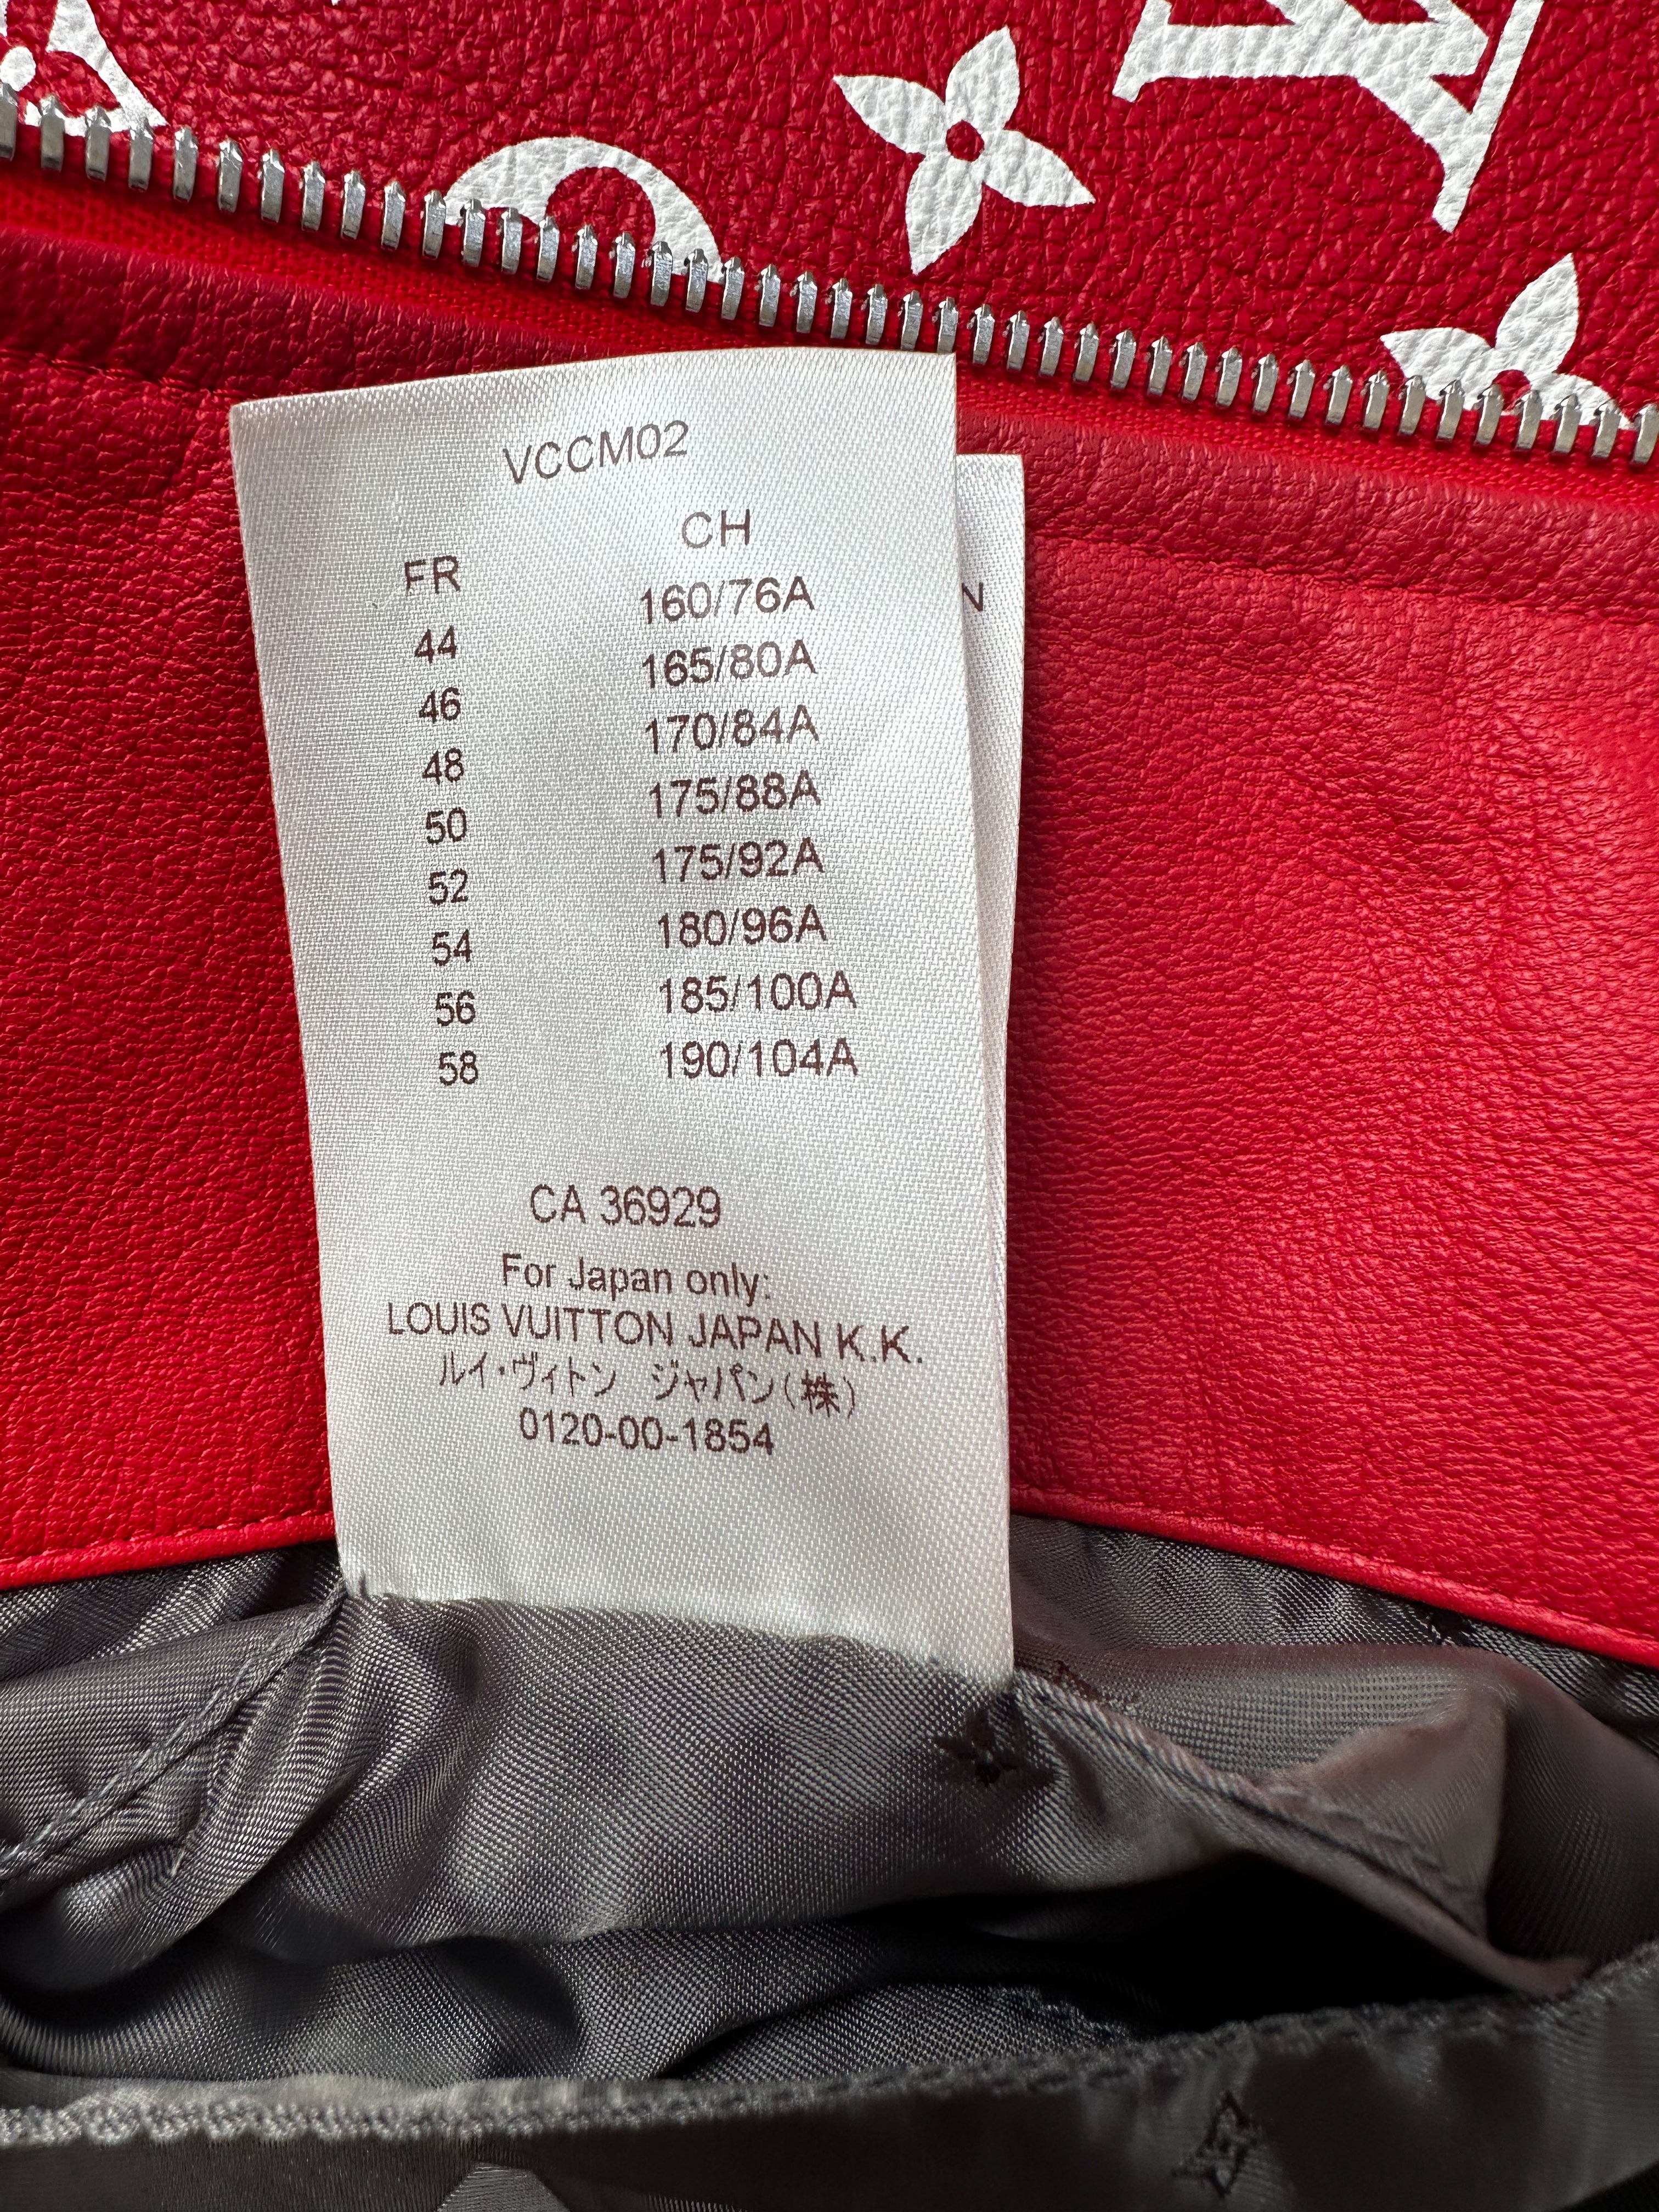 VCCM02
FR CH
44 160/76A
46 165/80A
48 170/84A
50 175/88A
52 175/92A
54 180/96A
56 185/100A
58 190/104A
CA 36929
For Japan only:
LOUIS VUITTON JAPAN K.K.
ルイ・ヴィトン ジャパン(株)
0120-00-1854
N